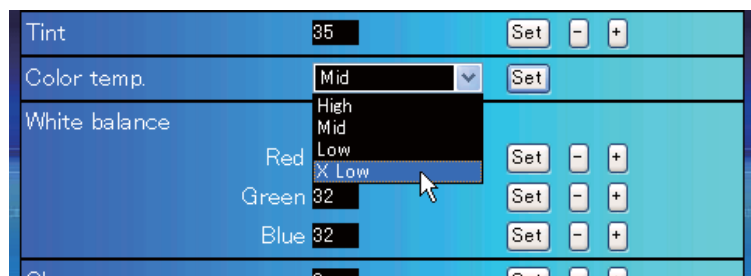 Tint 35 Set - +
Color temp. Mid Set
High
Mid
White balance
Low
Red X Low Set - +
Green 32 Set - +
Blue 32 Set - +